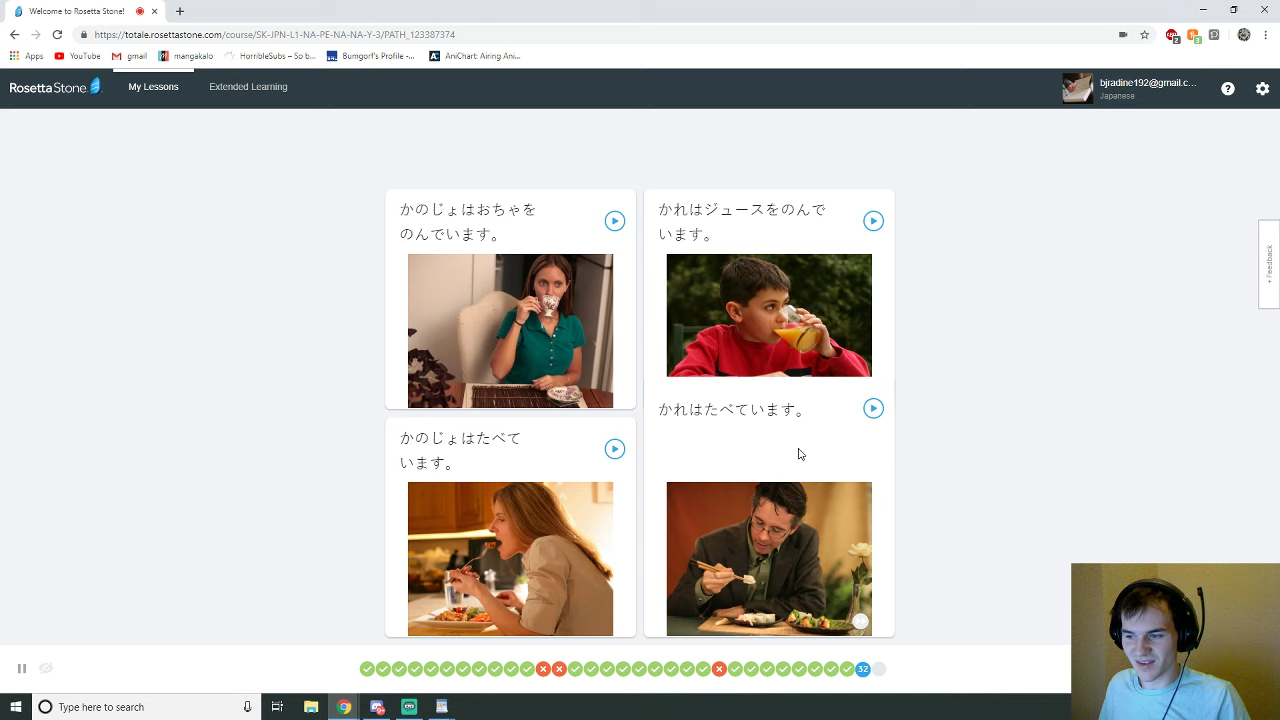 Welcome to Rosetta Stone!
https://totale.rosettastone.com/course/SK-JPN-L1-NA-PE-NA-NA-Y-3/PATH_123387374
Apps YouTube gmail mangakalo HorribleSubs – So b... Bumgorf's Profile -... AniChart: Airing Ani...
RosettaStone My Lessons Extended Learning
bjradine192@gmail.c...
Japanese
かのじょはおちゃを
のんでいます。
かれはジュースをのんで
います。
かのじょはたべて
います。
かれはたべています。
+ Feedback
32
Type here to search